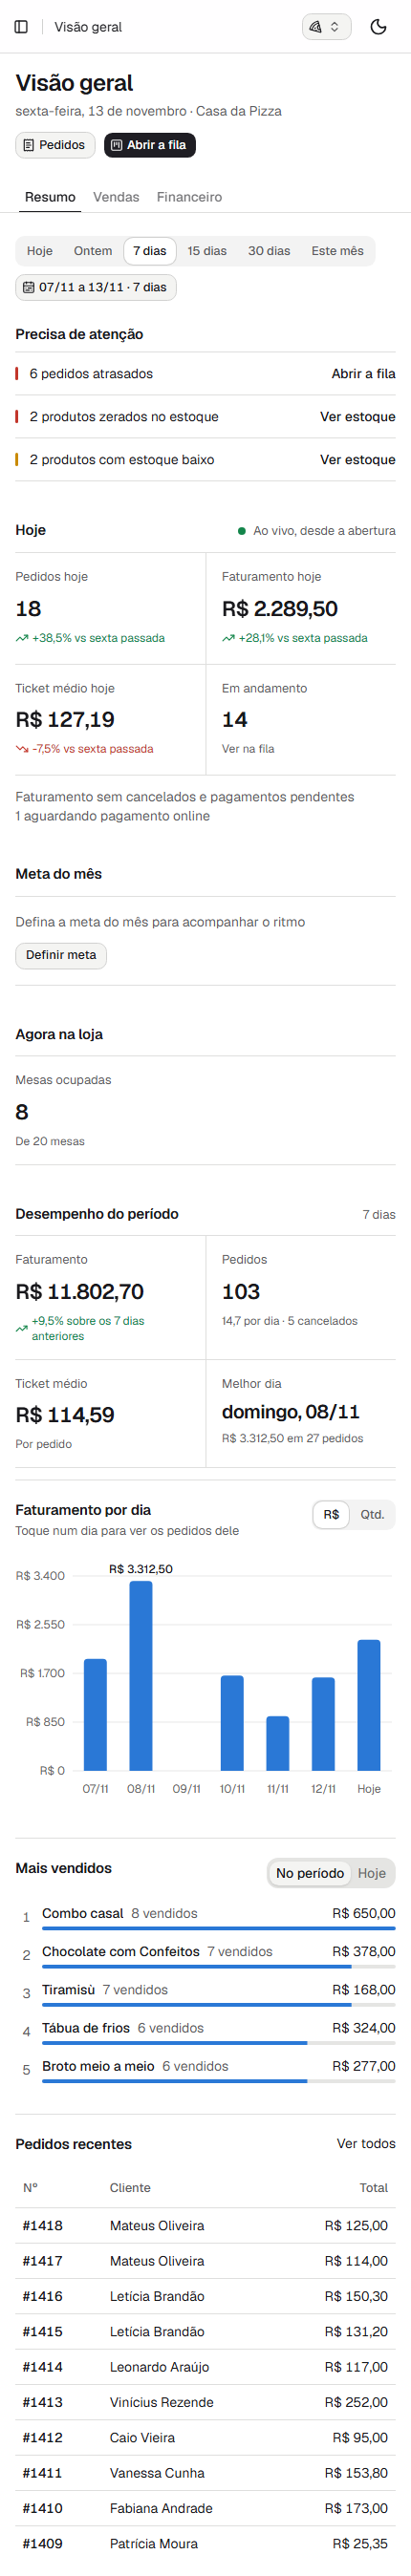 Visão geral
Visão geral
sexta-feira, 13 de novembro · Casa da Pizza
Pedidos
Abrir a fila
Resumo Vendas Financeiro
Hoje Ontem 7 dias 15 dias 30 dias Este mês
07/11 a 13/11 · 7 dias
Precisa de atenção
6 pedidos atrasados Abrir a fila
2 produtos zerados no estoque Ver estoque
2 produtos com estoque baixo Ver estoque
Hoje Ao vivo, desde a abertura
Pedidos hoje
18
+38,5% vs sexta passada
Faturamento hoje
R$ 2.289,50
+28,1% vs sexta passada
Ticket médio hoje
R$ 127,19
-7,5% vs sexta passada
Em andamento
14
Ver na fila
Faturamento sem cancelados e pagamentos pendentes
1 aguardando pagamento online
Meta do mês
Defina a meta do mês para acompanhar o ritmo
Definir meta
Agora na loja
Mesas ocupadas
8
De 20 mesas
Desempenho do período 7 dias
Faturamento
R$ 11.802,70
+9,5% sobre os 7 dias
anteriores
Pedidos
103
14,7 por dia · 5 cancelados
Ticket médio
R$ 114,59
Por pedido
Melhor dia
domingo, 08/11
R$ 3.312,50 em 27 pedidos
Faturamento por dia
Toque num dia para ver os pedidos dele
R$ Qtd.
R$ 3.312,50
R$ 3.400
R$ 2.550
R$ 1.700
R$ 850
R$ 0
07/11 08/11 09/11 10/11 11/11 12/11 Hoje
Mais vendidos No período Hoje
1 Combo casal 8 vendidos R$ 650,00
2 Chocolate com Confeitos 7 vendidos R$ 378,00
3 Tiramisù 7 vendidos R$ 168,00
4 Tábua de frios 6 vendidos R$ 324,00
5 Broto meio a meio 6 vendidos R$ 277,00
Pedidos recentes Ver todos
Nº Cliente Total
#1418 Mateus Oliveira R$ 125,00
#1417 Mateus Oliveira R$ 114,00
#1416 Letícia Brandão R$ 150,30
#1415 Letícia Brandão R$ 131,20
#1414 Leonardo Araújo R$ 117,00
#1413 Vinícius Rezende R$ 252,00
#1412 Caio Vieira R$ 95,00
#1411 Vanessa Cunha R$ 153,80
#1410 Fabiana Andrade R$ 173,00
#1409 Patrícia Moura R$ 25,35